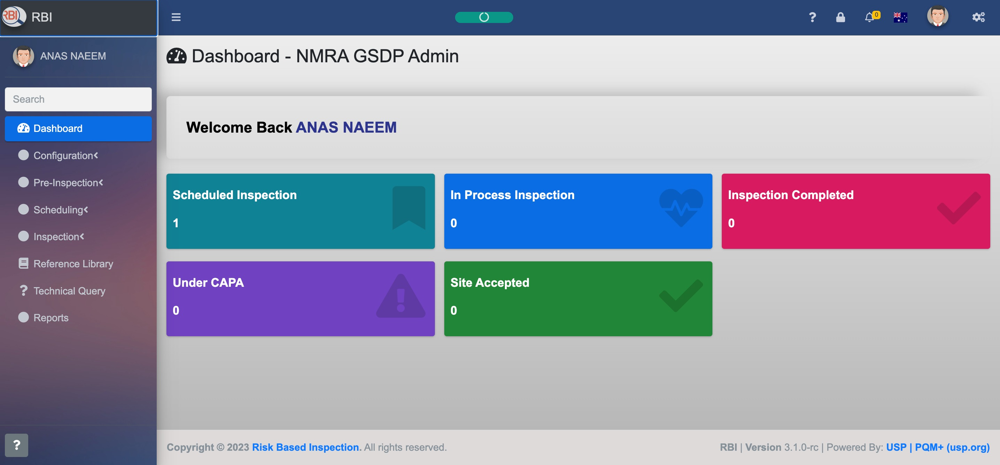 RBI RBI
0
ANAS NAEEM
Search
Dashboard
Configuration
Pre-Inspection
Scheduling
Inspection
Reference Library
? Technical Query
Reports
?
Dashboard - NMRA GSDP Admin
Welcome Back ANAS NAEEM
Scheduled Inspection
1
In Process Inspection
0
Inspection Completed
0
Under CAPA
0
Site Accepted
0
Copyright © 2023 Risk Based Inspection. All rights reserved.
RBI | Version 3.1.0-rc | Powered By: USP | PQM+ (usp.org)